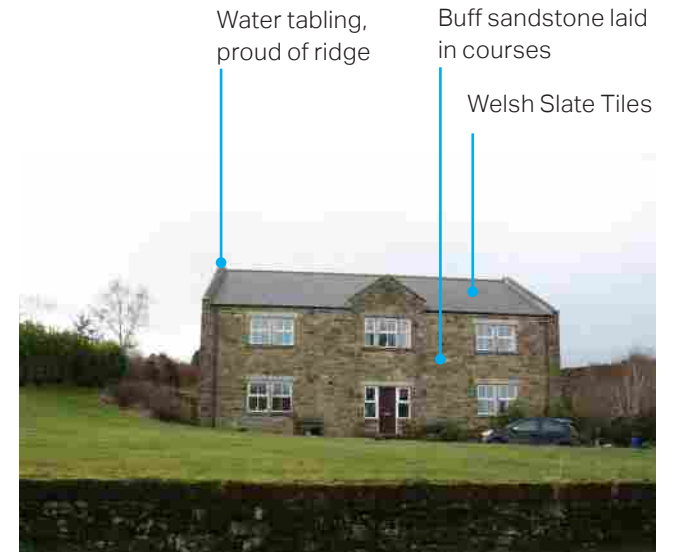 Water tabling,
proud of ridge
Buff sandstone laid
in courses
Welsh Slate Tiles